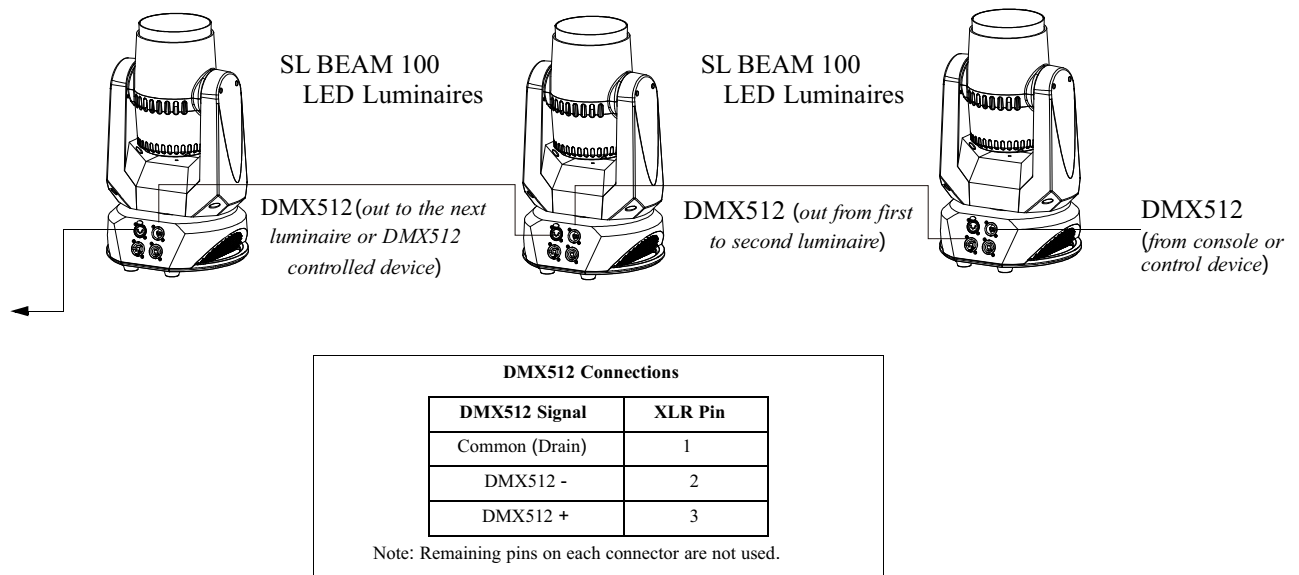 SL BEAM 100
LED Luminaires
SL BEAM 100
LED Luminaires
DMX512 (out to the next
luminaire or DMX512
controlled device)
DMX512 (out from first
to second luminaire)
DMX512
(from console or
control device)
DMX512 Connections
DMX512 Signal XLR Pin
Common (Drain) 1
DMX512 - 2
DMX512 + 3
Note: Remaining pins on each connector are not used.